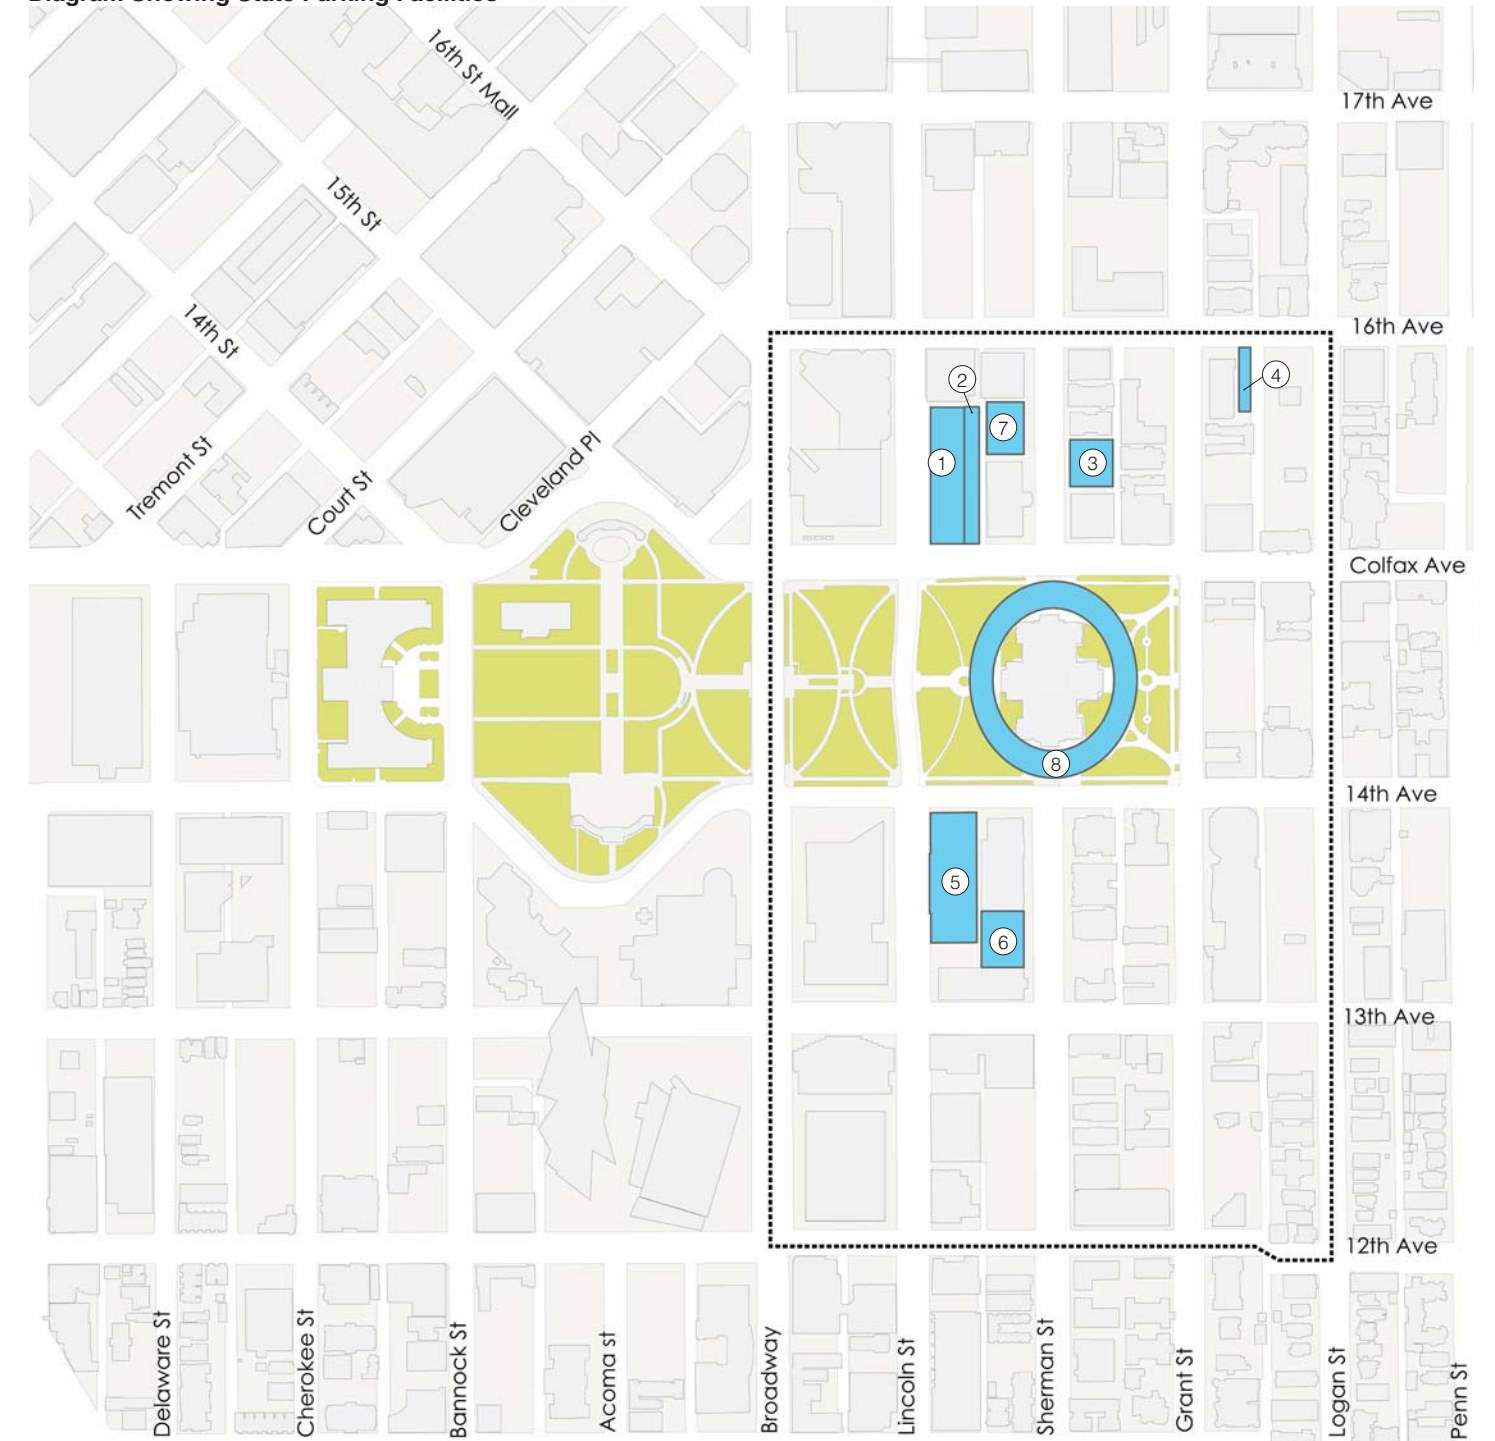 Diagram Showing State Parking Facilities
16th St Mall
17th Ave
15th St
14th St
16th Ave
2
4
7
1
3
Tremont St
Court St
Cleveland Pl
Colfax Ave
8
14th Ave
5
6
13th Ave
12th Ave
Delaware St
Cherokee St
Bannock St
Acoma st
Broadway
Lincoln St
Sherman St
Grant St
Logan St
Penn St